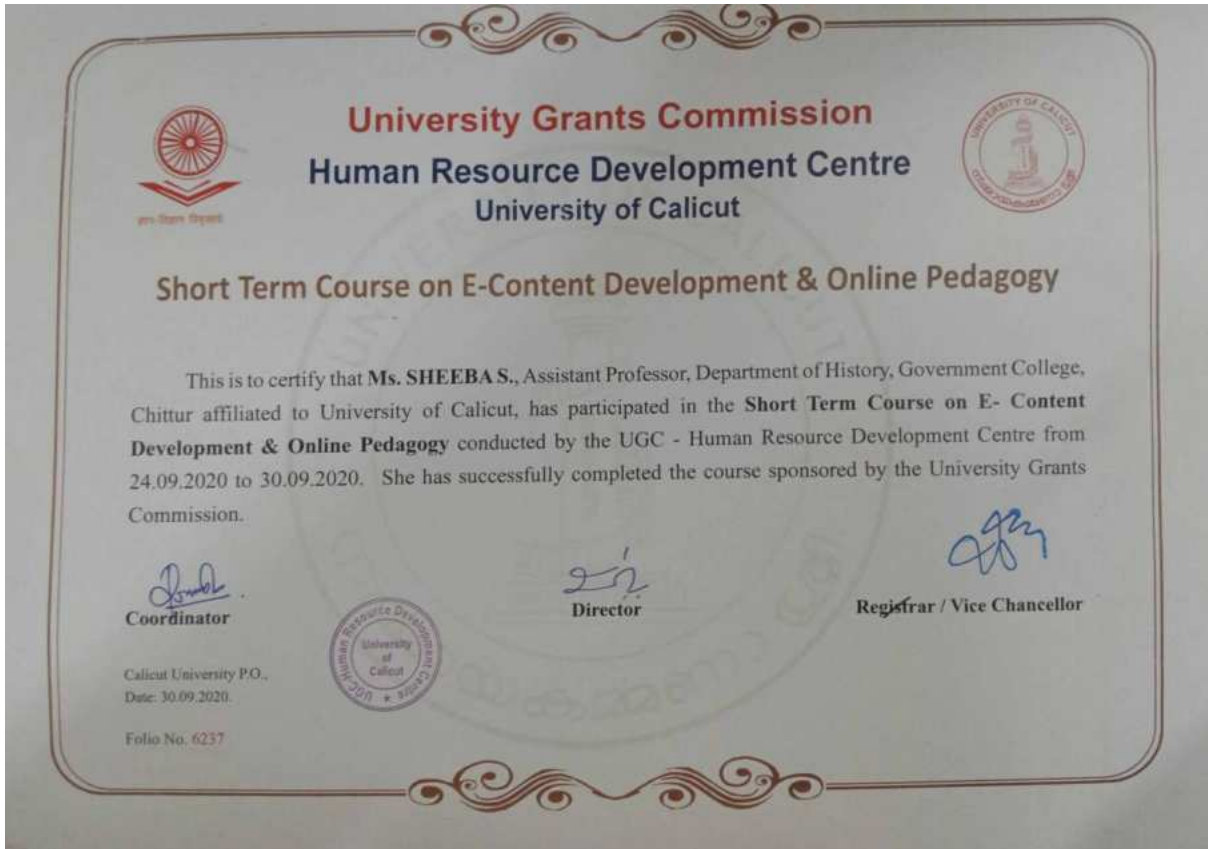 University Grants Commission
Human Resource Development Centre
University of Calicut
UNIVERSITY OF CALICUT
Short Term Course on E-Content Development & Online Pedagogy
This is to certify that Ms. SHEEBA S., Assistant Professor, Department of History, Government College,
Chittur affiliated to University of Calicut, has participated in the Short Term Course on E- Content
Development & Online Pedagogy conducted by the UGC - Human Resource Development Centre from
24.09.2020 to 30.09.2020. She has successfully completed the course sponsored by the University Grants
Commission.
Coordinator
Director
Registrar / Vice Chancellor
UGC-Human Resource Development Centre
University
of
Calicut
Calicut University P.O.,
Date: 30.09.2020.
Folio No. 6237